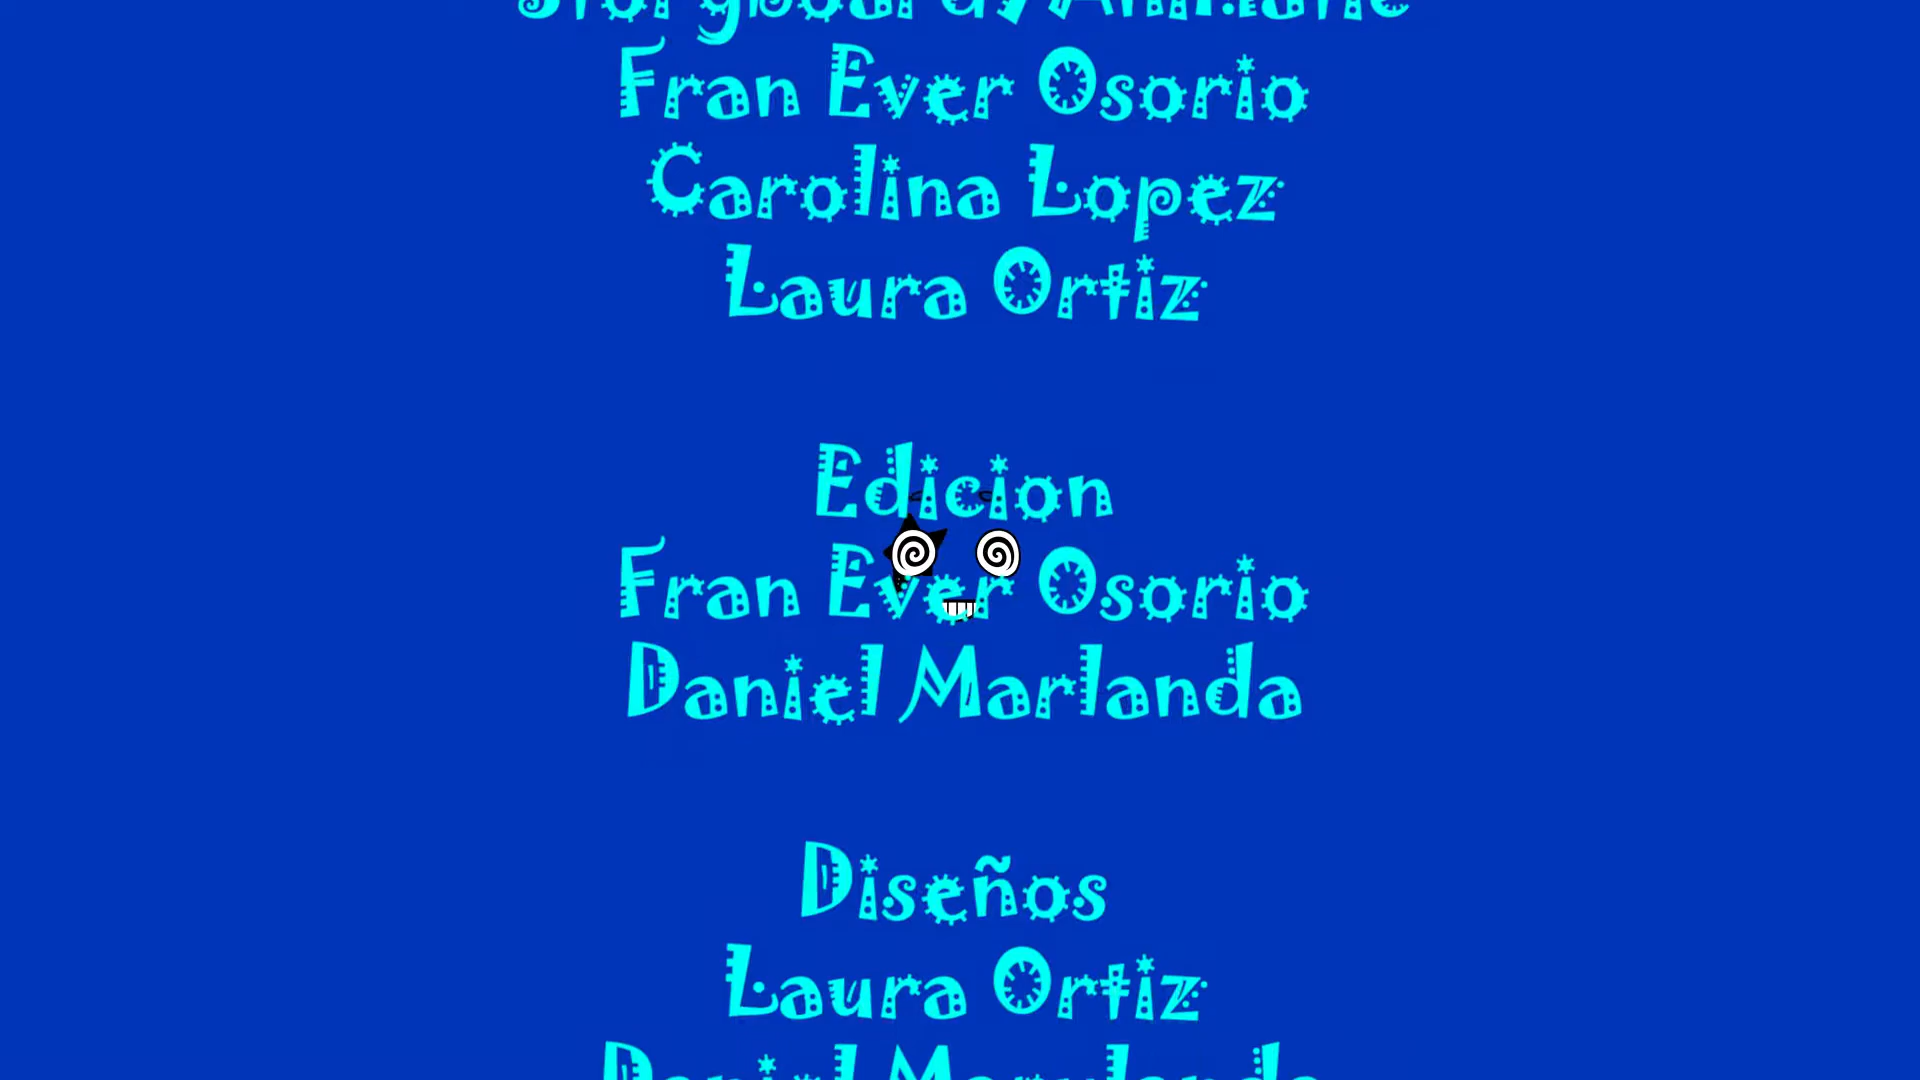 Fran Ever Osorio
Carolina Lopez
Laura Ortiz
Edicion
Fran Ever Osorio
Daniel Marlanda
Diseños
Laura Ortiz